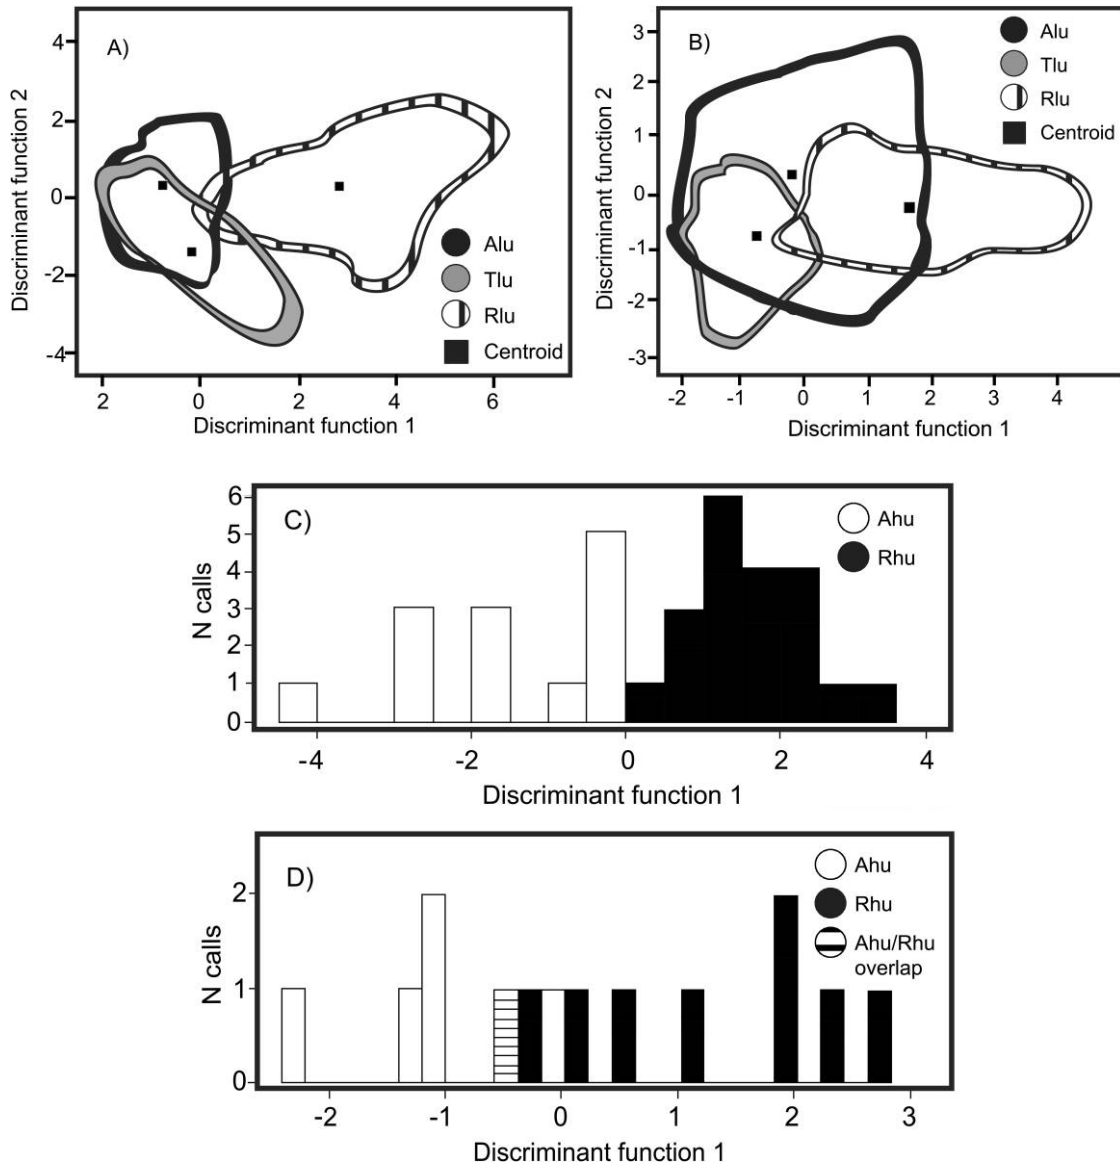 A)
Discriminant function 2
4
2
0
-2
-4
2
0
2
4
6
Discriminant function 1
Alu
Tlu
Rlu
Centroid
B)
Discriminant function 2
3
2
1
0
-1
-2
-3
-2
-1
0
1
2
3
4
Discriminant function 1
Alu
Tlu
Rlu
Centroid
C)
N calls
6
5
4
3
2
1
0
-4
-2
0
2
4
Discriminant function 1
Ahu
Rhu
D)
N calls
2
1
0
-2
-1
0
1
2
3
Discriminant function 1
Ahu
Rhu
Ahu/Rhu
overlap